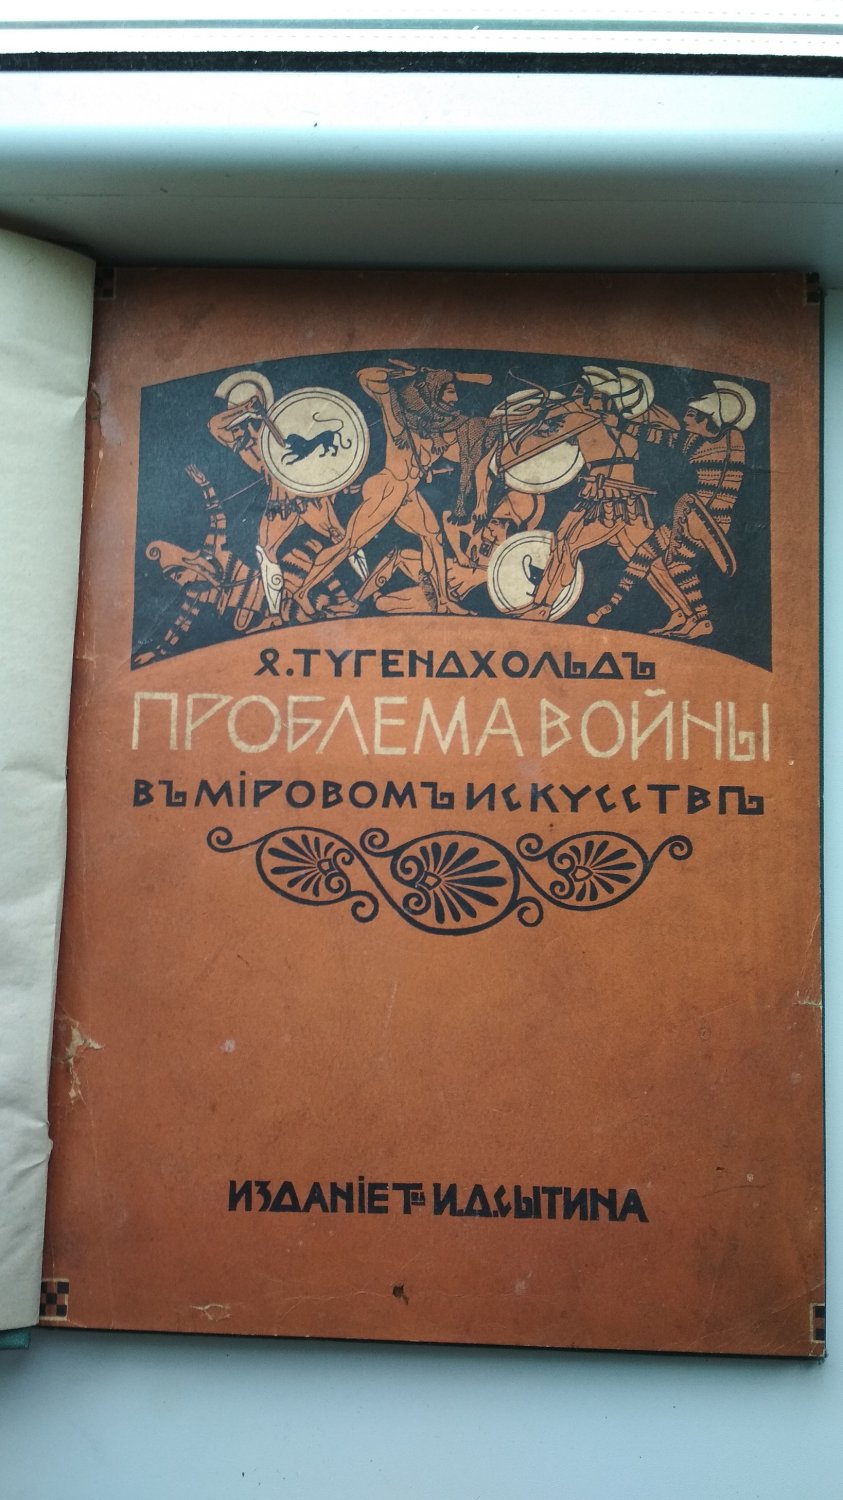 Я. ТУГЕНДХОЛЬДЪ
ПРОБЛЕМА ВОЙНЫ
ВЪ МІРОВОМЪ ИСКУССТВѢ
ИЗДАНІЕ Т-ва И. Д. СЫТИНА